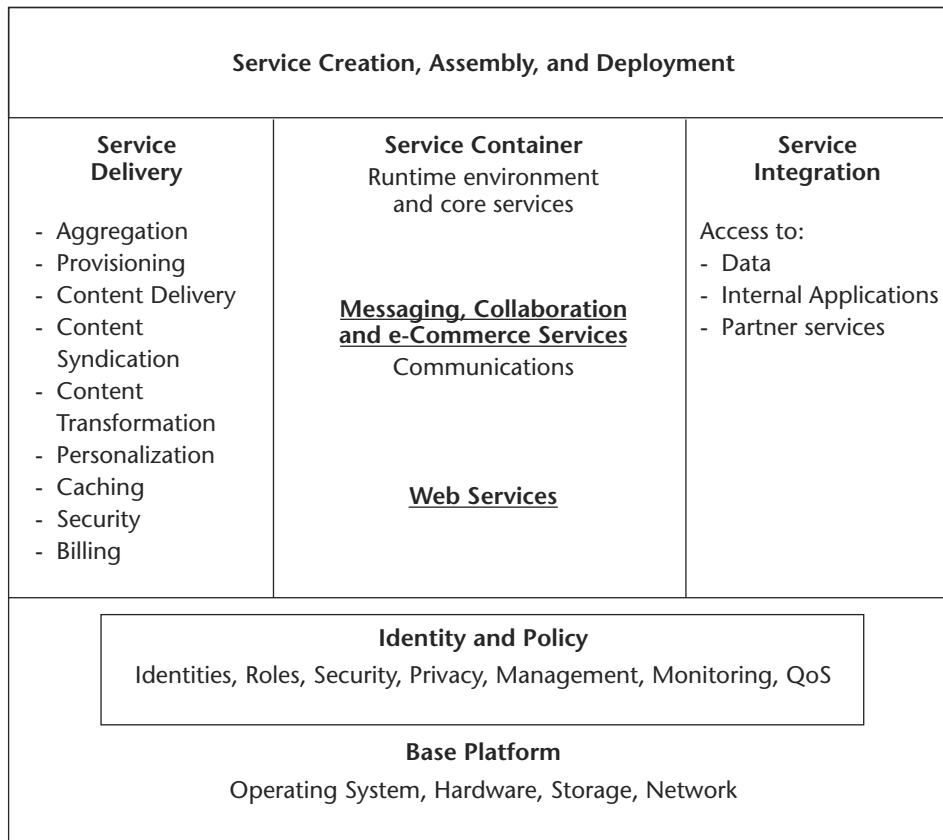 Service Creation, Assembly, and Deployment
Service
Delivery
- Aggregation
- Provisioning
- Content Delivery
- Content
Syndication
- Content
Transformation
- Personalization
- Caching
- Security
- Billing
Service Container
Runtime environment
and core services
Messaging, Collaboration
and e-Commerce Services
Communications
Web Services
Service
Integration
Access to:
- Data
- Internal Applications
- Partner services
Identity and Policy
Identities, Roles, Security, Privacy, Management, Monitoring, QoS
Base Platform
Operating System, Hardware, Storage, Network